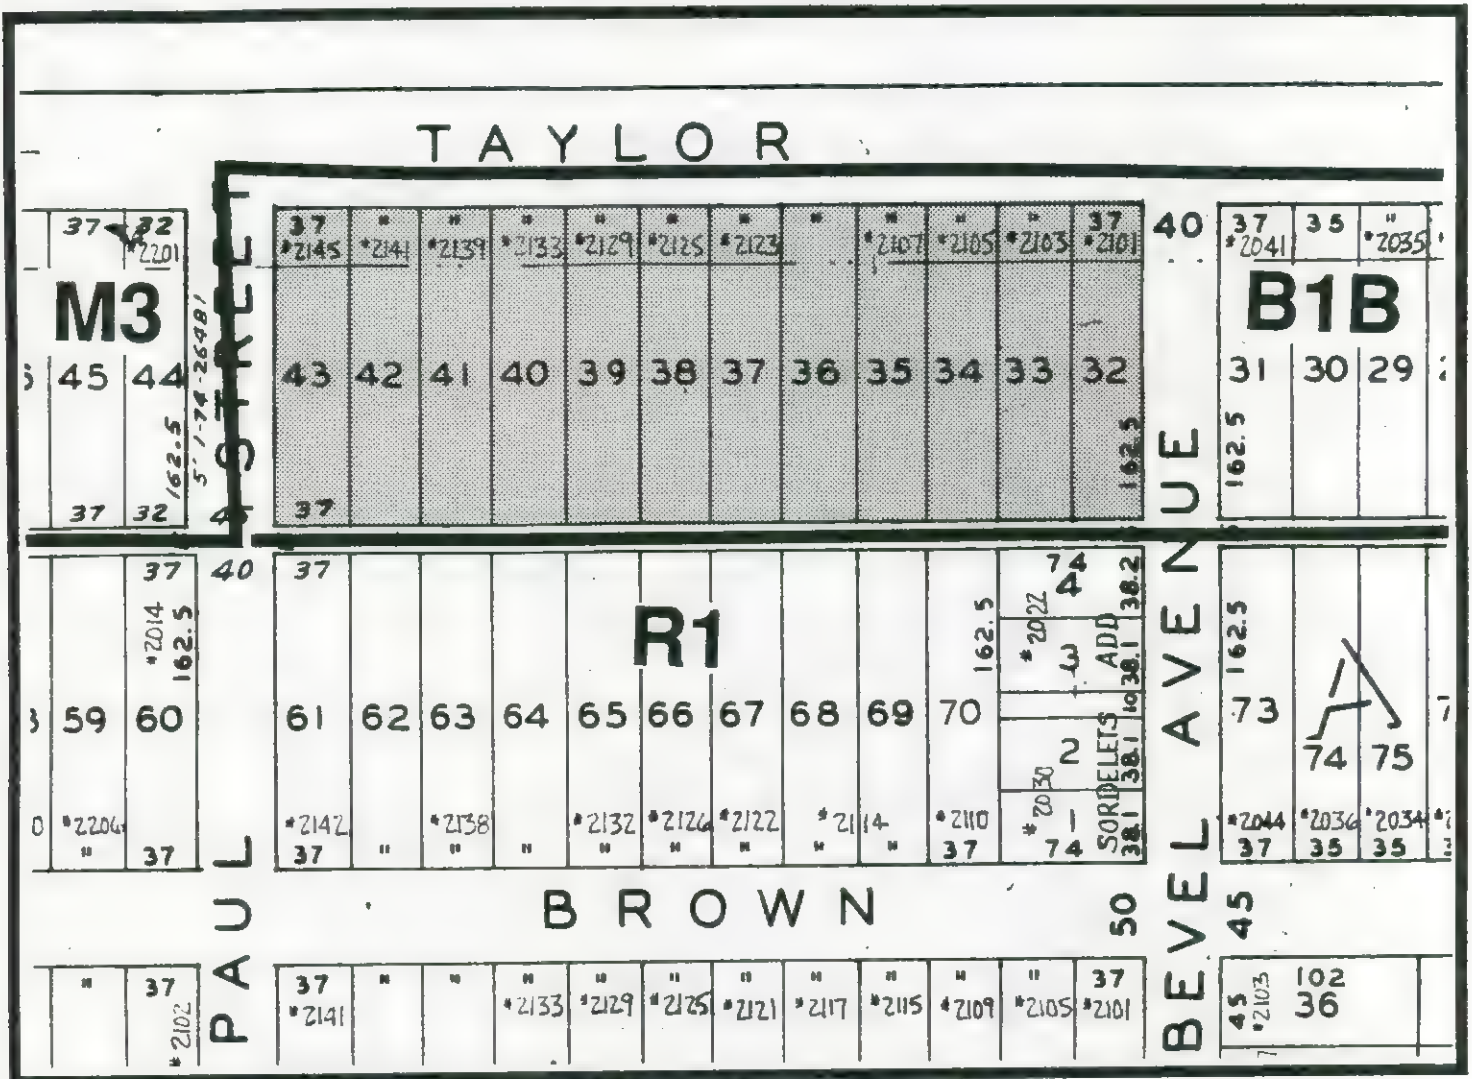 TAYLOR
37 32 37 " " " " " " " " " " 37 40 37 35 "
*2201 *2145 *2141 *2139 *2133 *2129 *2125 *2123 *2107 *2105 *2103 *2101 *2041 *2035
M3 B1B
45 44 43 42 41 40 39 38 37 36 35 34 33 32 31 30 29
162.5 5' 1-74-26481 162.5 162.5
37 32 37
PAUL STREET
BEVEL AVENUE
37 40 37 74
4 38.2
*2014 162.5 R1 162.5 *2022 162.5
3 38.1
10
59 60 61 62 63 64 65 66 67 68 69 70 73 74 75
2 38.1
SORDELETS ADD
*2206 *2142 *2138 *2132 *2126 *2122 *2114 *2110 *2030 1 38.1 *2044 *2036 *2034
" 37 37 " " " " " " " " 37 74 37 35 35
BROWN 50 45
" 37 37 " " " " " " " " " " 37 102
*2102 *2141 *2133 *2129 *2125 *2121 *2117 *2115 *2109 *2105 *2101 45 *2103 36